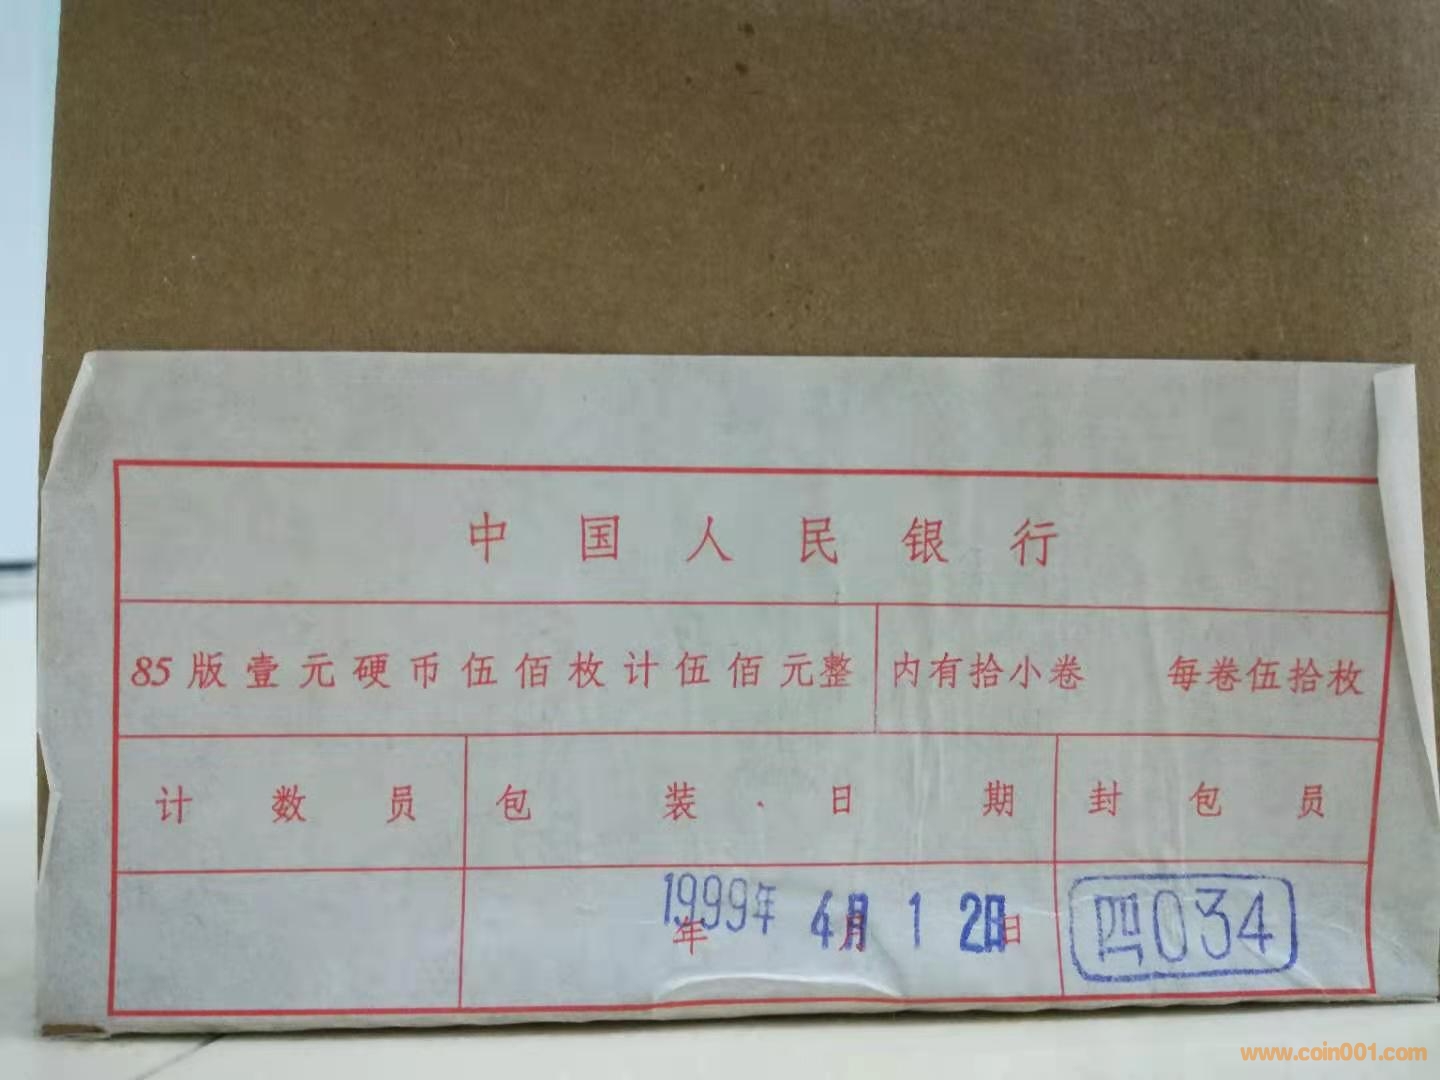 中国人民银行
85版壹元硬币伍佰枚计伍佰元整 内有拾小卷 每卷伍拾枚
计数员 包装日期 封包员
1999年 4月 12日 四034
年 月 日
www.coin001.com